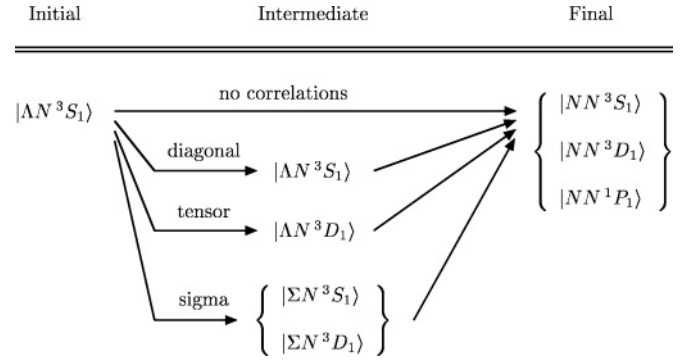 Initial Intermediate Final
no correlations
|ΛN ³S₁⟩
|NN ³S₁⟩
diagonal
|ΛN ³S₁⟩
|NN ³D₁⟩
tensor
|ΛN ³D₁⟩
|NN ¹P₁⟩
sigma
|ΣN ³S₁⟩
|ΣN ³D₁⟩